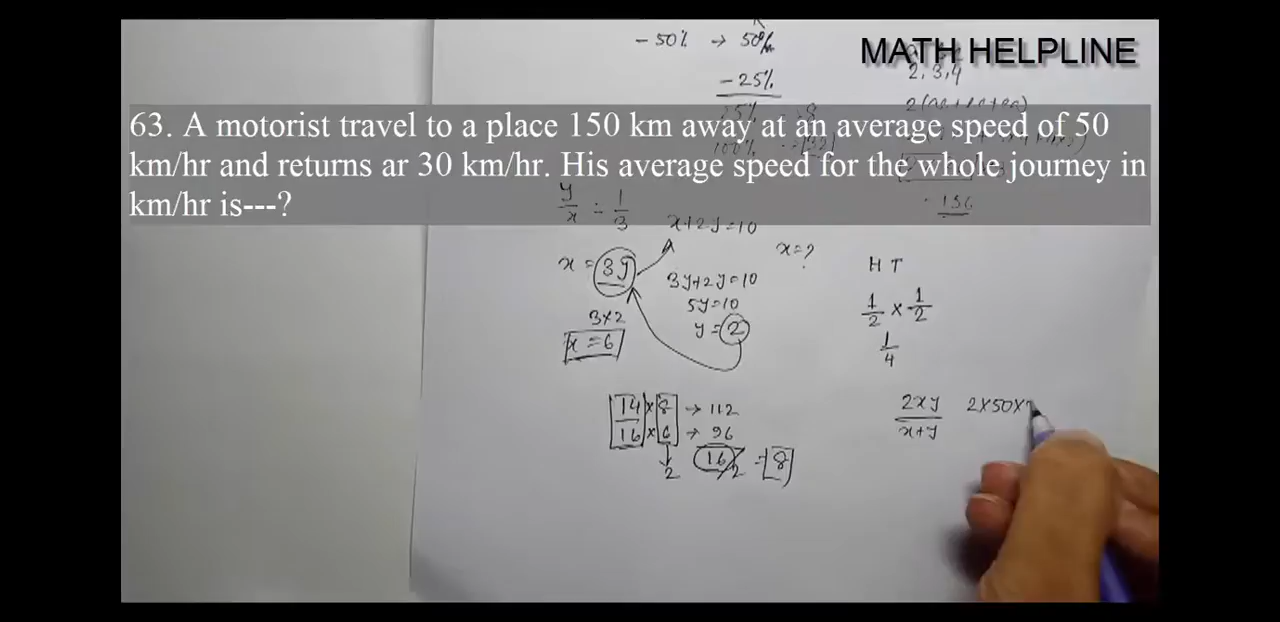 - 50% → 50%
- 25%
MATH HELPLINE
2, 3, 4
63. A motorist travel to a place 150 km away at an average speed of 50
km/hr and returns ar 30 km/hr. His average speed for the whole journey in
km/hr is---?
y/x = 1/3
x+2y=10
x=?
x = 3y
3y+2y=10
5y=10
y = 2
3×2
x = 6
H T
1/2 × 1/2
1/4
14 × 8 → 112
16 × 6 → 96
2
16/2 = 8
2xy/x+y 2×50×